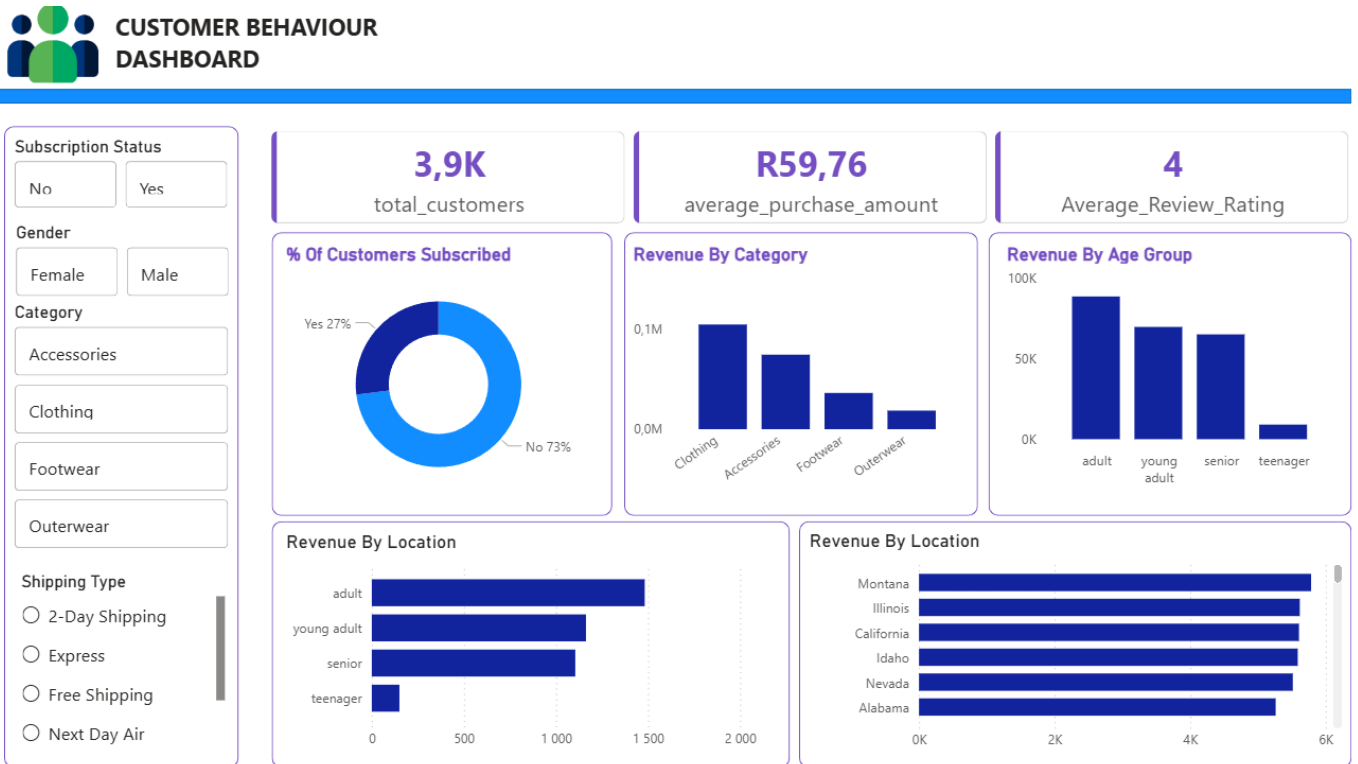 CUSTOMER BEHAVIOUR
DASHBOARD
Subscription Status
No
Yes
Gender
Female
Male
Category
Accessories
Clothing
Footwear
Outerwear
Shipping Type
2-Day Shipping
Express
Free Shipping
Next Day Air
3,9K
total_customers
R59,76
average_purchase_amount
4
Average_Review_Rating
% Of Customers Subscribed
Yes 27%
No 73%
Revenue By Category
0,1M
0,0M
Clothing
Accessories
Footwear
Outerwear
Revenue By Age Group
100K
50K
0K
adult
young
adult
senior
teenager
Revenue By Location
adult
young adult
senior
teenager
0
500
1 000
1 500
2 000
Revenue By Location
Montana
Illinois
California
Idaho
Nevada
Alabama
0K
2K
4K
6K